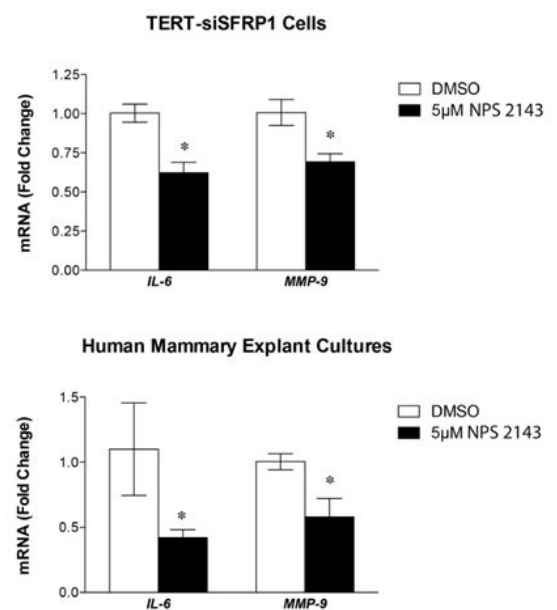 TERT-siSFRP1 Cells
mRNA (Fold Change)
1.25
1.00
0.75
0.50
0.25
0.00
*
*
IL-6
MMP-9
DMSO
5µM NPS 2143
Human Mammary Explant Cultures
mRNA (Fold Change)
1.5
1.0
0.5
0.0
*
*
IL-6
MMP-9
DMSO
5µM NPS 2143